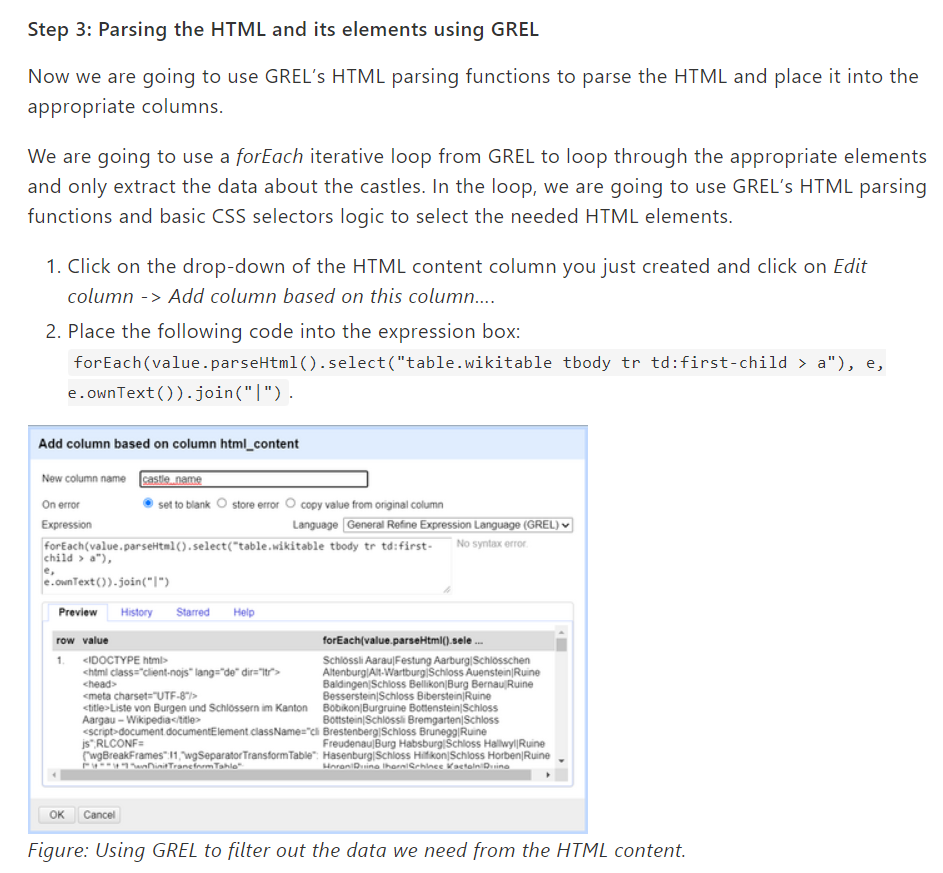 Step 3: Parsing the HTML and its elements using GREL
Now we are going to use GREL’s HTML parsing functions to parse the HTML and place it into the
appropriate columns.
We are going to use a forEach iterative loop from GREL to loop through the appropriate elements
and only extract the data about the castles. In the loop, we are going to use GREL’s HTML parsing
functions and basic CSS selectors logic to select the needed HTML elements.
1. Click on the drop-down of the HTML content column you just created and click on Edit
column -> Add column based on this column….
2. Place the following code into the expression box:
forEach(value.parseHtml().select("table.wikitable tbody tr td:first-child > a"), e,
e.ownText()).join("|") .
Add column based on column html_content
New column name castle_name
On error set to blank store error copy value from original column
Expression Language General Refine Expression Language (GREL)
forEach(value.parseHtml().select("table.wikitable tbody tr td:first-
child > a"),
e,
e.ownText()).join("|")
No syntax error.
Preview History Starred Help
row value forEach(value.parseHtml().sele ...
1. <!DOCTYPE html> Schlössli Aarau|Festung Aarburg|Schlösschen
<html class="client-nojs" lang="de" dir="ltr"> Altenburg|Alt-Wartburg|Schloss Auenstein|Ruine
<head> Baldingen|Schloss Bellikon|Burg Bernau|Ruine
<meta charset="UTF-8"/> Besserstein|Schloss Biberstein|Ruine
<title>Liste von Burgen und Schlössern im Kanton Bobikon|Burgruine Bottenstein|Schloss
Aargau – Wikipedia</title> Böttstein|Schlössli Bremgarten|Schloss
<script>document.documentElement.className="cli Brestenberg|Schloss Brunegg|Ruine
js";RLCONF= Freudenau|Burg Habsburg|Schloss Hallwyl|Ruine
{"wgBreakFrames":!1,"wgSeparatorTransformTable": Hasenburg|Schloss Hilfikon|Schloss Horben|Ruine
"wgDigitTransformTable": Horen|Ruine Iberg|Schloss Kasteln|Ruine
OK Cancel
Figure: Using GREL to filter out the data we need from the HTML content.